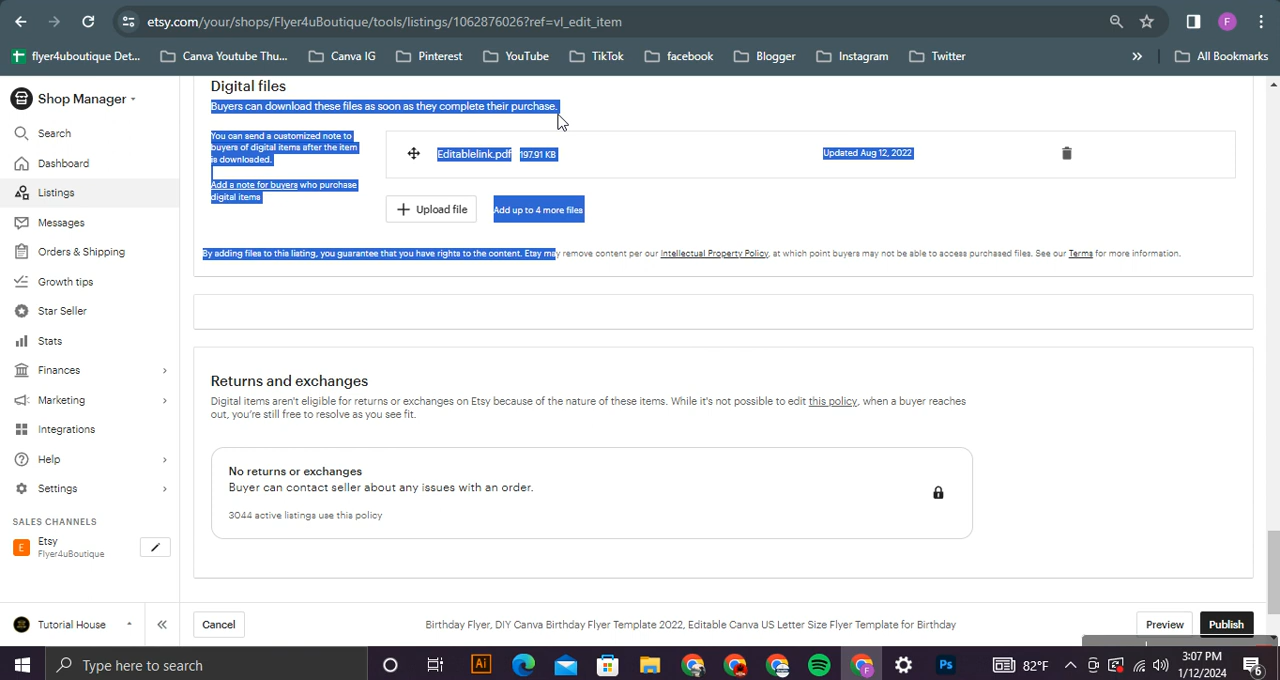 etsy.com/your/shops/Flyer4uBoutique/tools/listings/1062876026?ref=vl_edit_item
F
flyer4uboutique Det...
Canva Youtube Thu...
Canva IG
Pinterest
YouTube
TikTok
facebook
Blogger
Instagram
Twitter
»
All Bookmarks
Shop Manager
Search
Dashboard
Listings
Messages
Orders & Shipping
Growth tips
Star Seller
Stats
Finances
Marketing
Integrations
Help
Settings
SALES CHANNELS
E
Etsy
Flyer4uBoutique
Tutorial House
«
Digital files
Buyers can download these files as soon as they complete their purchase.
You can send a customized note to
buyers of digital items after the item
is downloaded.
Add a note for buyers who purchase
digital items
Editablelink.pdf 197.91 KB
Updated Aug 12, 2022
+ Upload file
Add up to 4 more files
By adding files to this listing, you guarantee that you have rights to the content. Etsy may remove content per our Intellectual Property Policy, at which point buyers may not be able to access purchased files. See our Terms for more information.
Returns and exchanges
Digital items aren't eligible for returns or exchanges on Etsy because of the nature of these items. While it's not possible to edit this policy, when a buyer reaches
out, you're still free to resolve as you see fit.
No returns or exchanges
Buyer can contact seller about any issues with an order.
3044 active listings use this policy
Cancel
Birthday Flyer, DIY Canva Birthday Flyer Template 2022, Editable Canva US Letter Size Flyer Template for Birthday
Preview
Publish
Type here to search
Ai
F
Ps
82°F
3:07 PM
1/12/2024
6